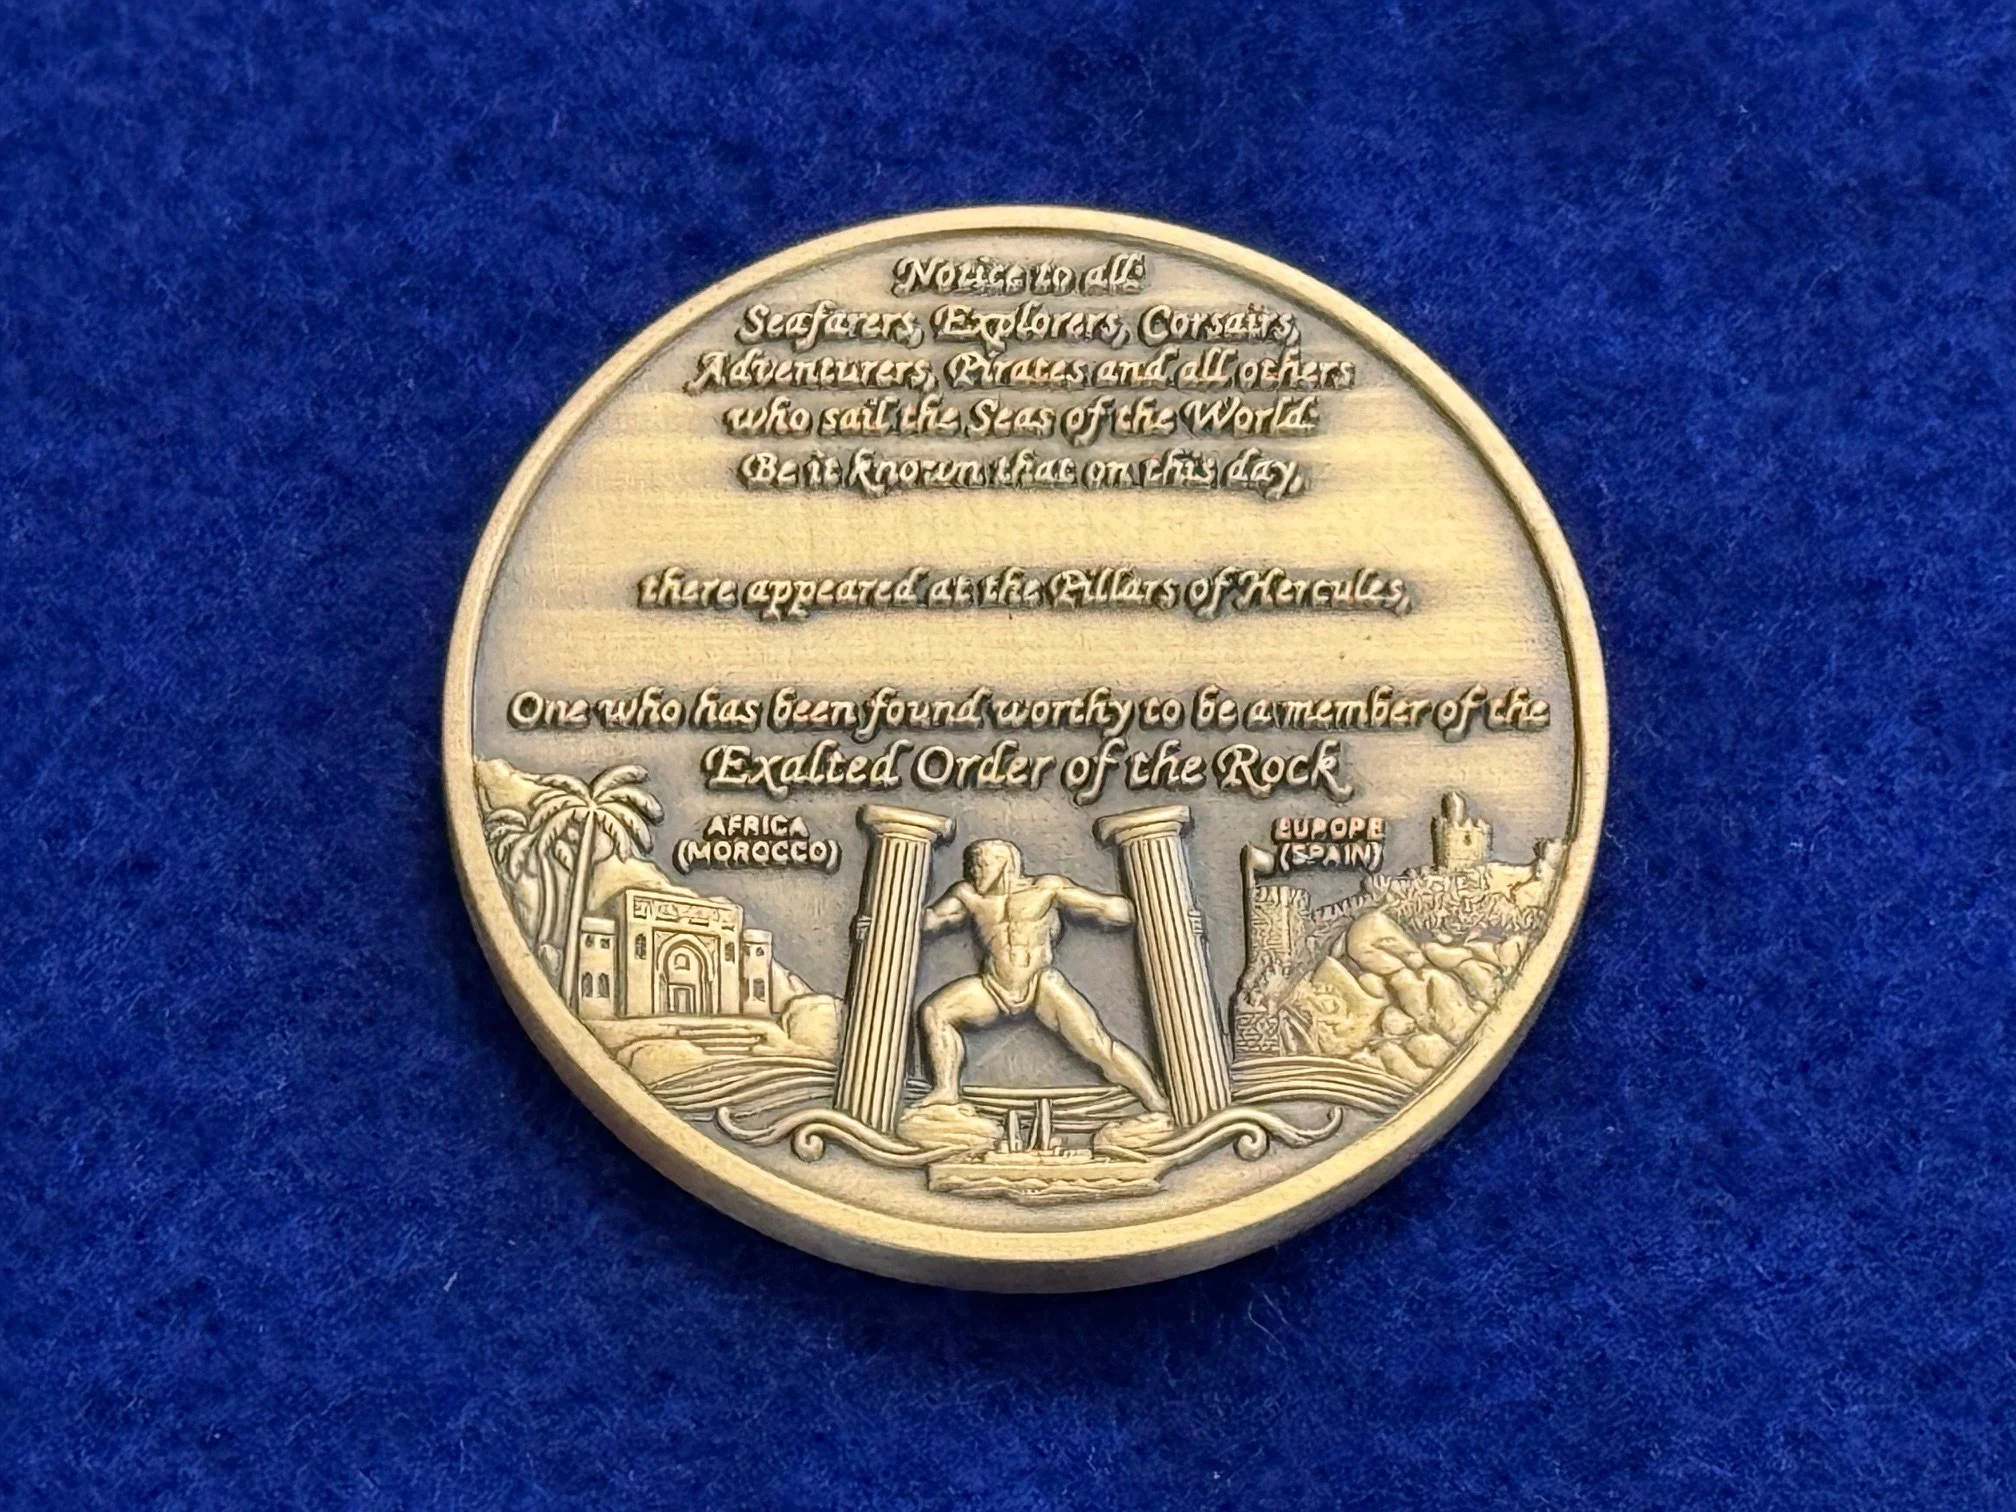 Notice to all:
Seafarers, Explorers, Corsairs,
Adventurers, Pirates and all others
who sail the Seas of the World:
Be it known that on this day,
there appeared at the Pillars of Hercules,
One who has been found worthy to be a member of the
Exalted Order of the Rock
AFRICA
(MOROCCO)
EUROPE
(SPAIN)